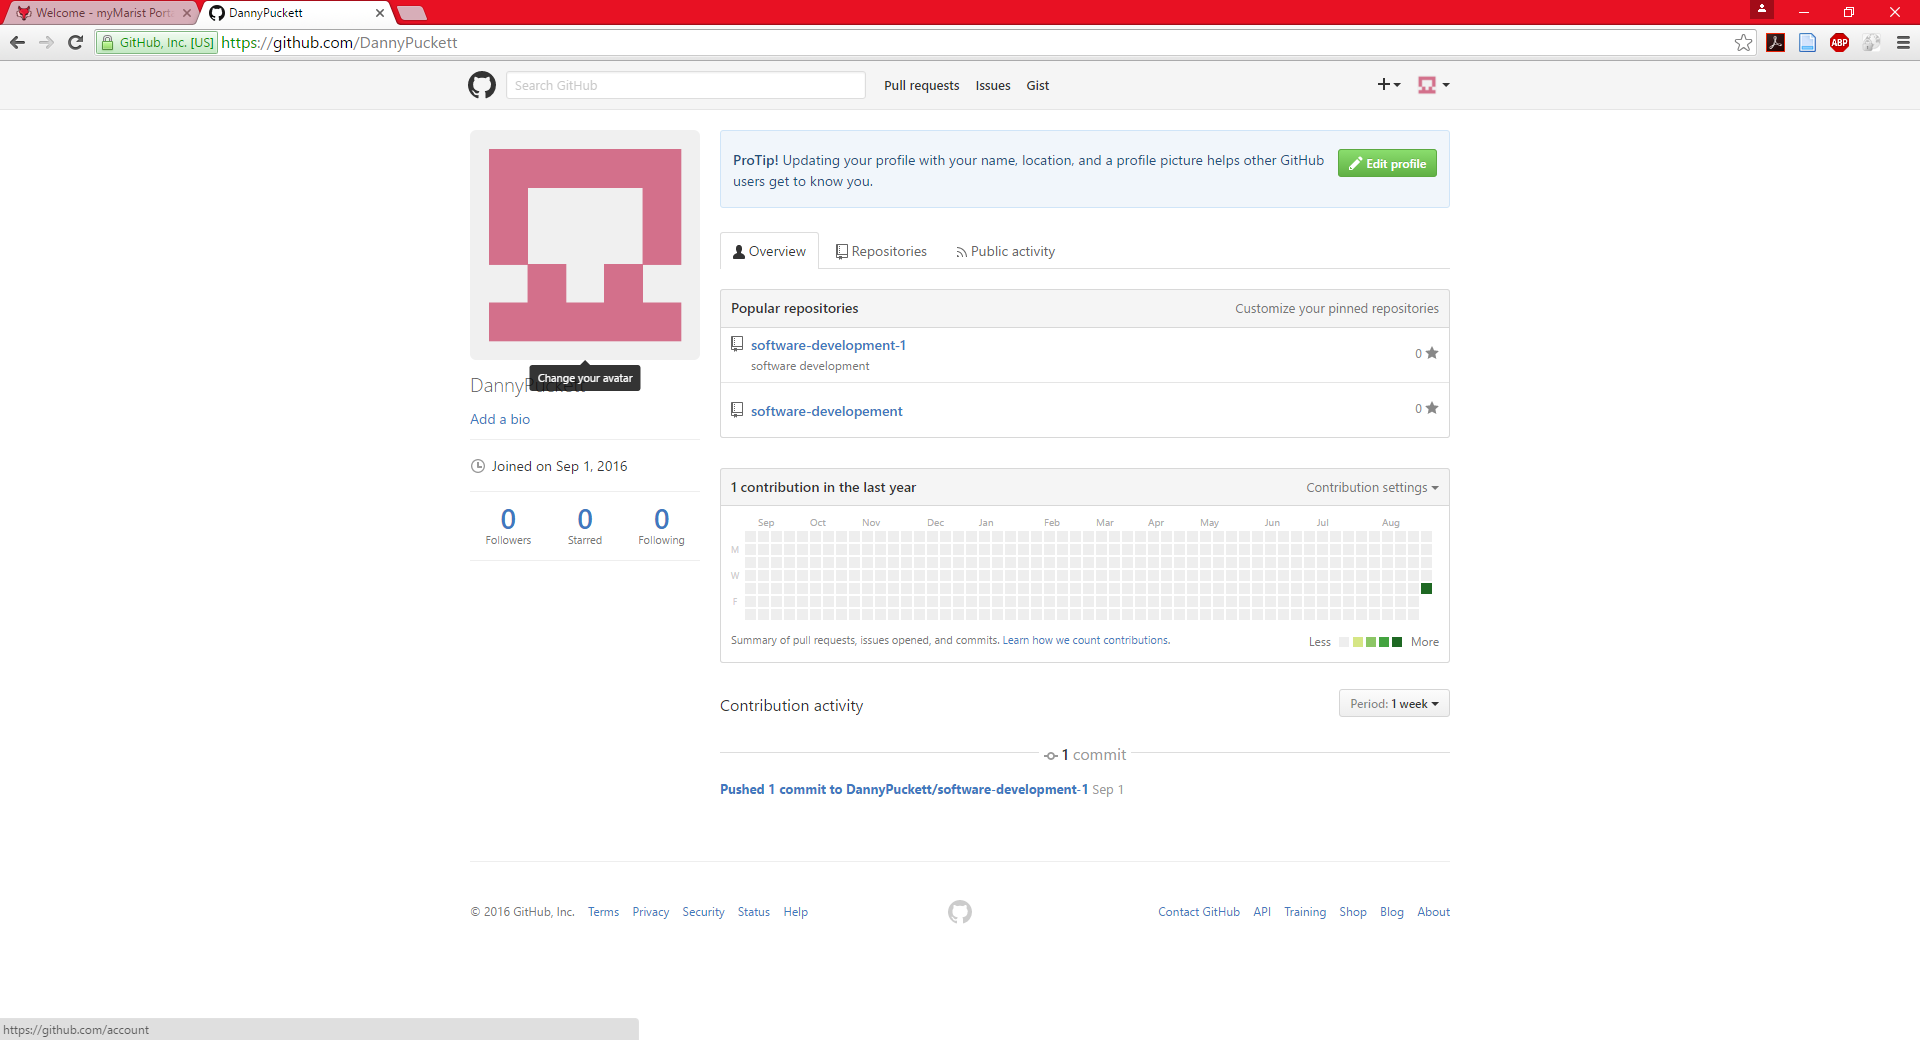 Welcome - myMarist Port
DannyPuckett
GitHub, Inc. [US]
https://github.com/DannyPuckett
ABP
Search GitHub
Pull requests
Issues
Gist
ProTip! Updating your profile with your name, location, and a profile picture helps other GitHub
users get to know you.
Edit profile
Overview
Repositories
Public activity
Popular repositories
Customize your pinned repositories
software-development-1
software development
0
software-developement
0
Change your avatar
DannyPuckett
Add a bio
Joined on Sep 1, 2016
0
Followers
0
Starred
0
Following
1 contribution in the last year
Contribution settings
Sep Oct Nov Dec Jan Feb Mar Apr May Jun Jul Aug
M
W
F
Summary of pull requests, issues opened, and commits. Learn how we count contributions.
Less
More
Contribution activity
Period: 1 week
1 commit
Pushed 1 commit to DannyPuckett/software-development-1 Sep 1
© 2016 GitHub, Inc. Terms Privacy Security Status Help
Contact GitHub API Training Shop Blog About
https://github.com/account